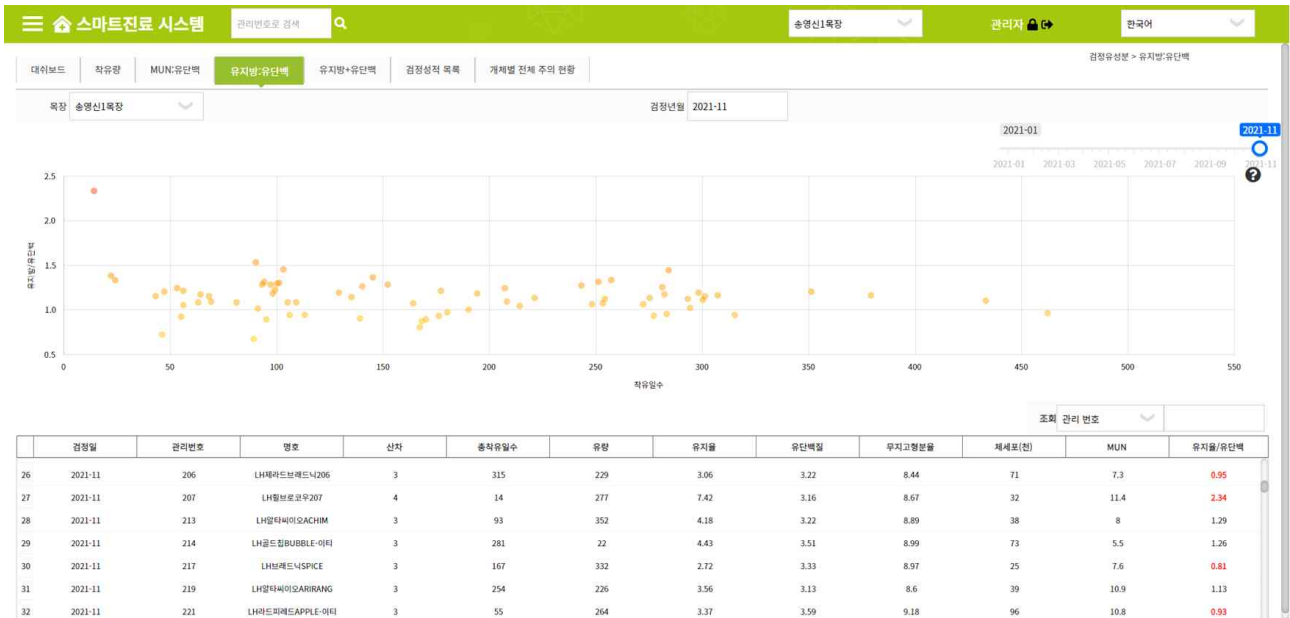 스마트진료 시스템 관리번호로 검색 송영신1목장 관리자 한국어
검정유성분 > 유지방:유단백
대쉬보드 착유량 MUN:유단백 유지방:유단백 유지방+유단백 검정성적 목록 개체별 전체 주의 현황
목장 송영신1목장 검정년월 2021-11
2021-01 2021-11
2021-01 2021-03 2021-05 2021-07 2021-09 2021-11
?
2.5
2.0
유지방/유단백
1.5
1.0
0.5
0 50 100 150 200 250 300 350 400 450 500 550
착유일수
조회 관리 번호
검정일 관리번호 명호 산차 총착유일수 유량 유지율 유단백질 무지고형분율 체세포(천) MUN 유지율/유단백
26 2021-11 206 LH제라드브래드닉206 3 315 229 3.06 3.22 8.44 71 7.3 0.95
27 2021-11 207 LH힐브로코우207 4 14 277 7.42 3.16 8.67 32 11.4 2.34
28 2021-11 213 LH알타씨이오ACHIM 3 93 352 4.18 3.22 8.89 38 8 1.29
29 2021-11 214 LH골드칩BUBBLE-이티 3 281 22 4.43 3.51 8.99 73 5.5 1.26
30 2021-11 217 LH브래드닉SPICE 3 167 332 2.72 3.33 8.97 25 7.6 0.81
31 2021-11 219 LH알타씨이오ARIRANG 3 254 226 3.56 3.13 8.6 39 10.9 1.13
32 2021-11 221 LH라드피레드APPLE-이티 3 55 264 3.37 3.59 9.18 96 10.8 0.93